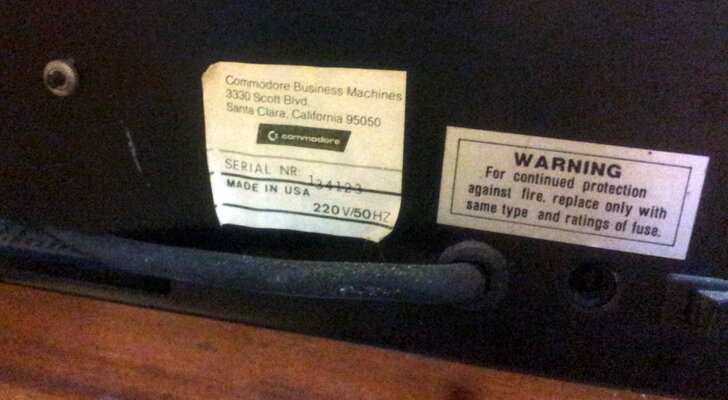 Commodore Business Machines
3330 Scott Blvd.
Santa Clara, California 95050
commodore
SERIAL NR. 134123
MADE IN USA
220V/50HZ
WARNING
For continued protection
against fire, replace only with
same type and ratings of fuse.